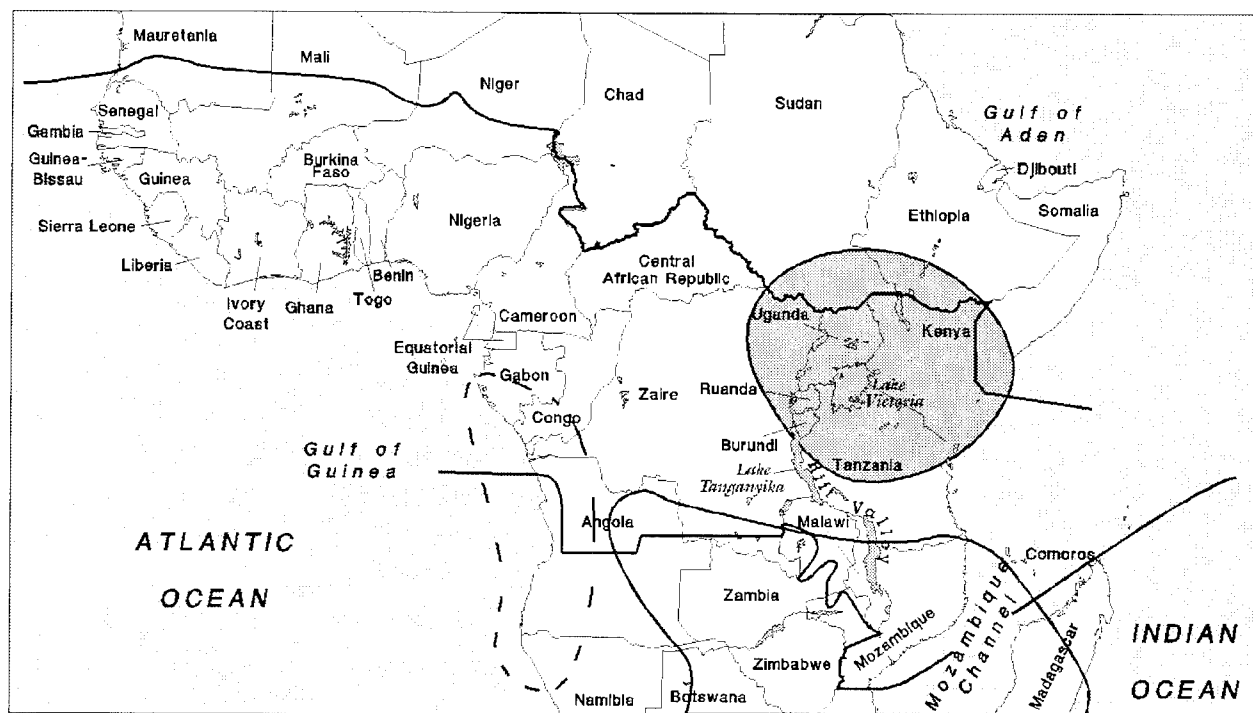 Mauretania
Mali
Niger
Chad
Sudan
Gulf of
Aden
Senegal
Gambia
Guinea-
Bissau
Guinea
Burkina
Faso
Djibouti
Sierra Leone
Nigeria
Ethiopia
Somalia
Liberia
Benin
Togo
Ivory
Coast
Ghana
Central
African Republic
Cameroon
Uganda
Kenya
Equatorial
Guinea
Gabon
Zaire
Ruanda
Lake
Victoria
Congo
Burundi
Gulf of
Guinea
Tanzania
Lake
Tanganyika
Rift Valley
Angola
Malawi
ATLANTIC
OCEAN
Comoros
Zambia
Mozambique
Mozambique
Channel
Madagascar
INDIAN
OCEAN
Zimbabwe
Namibia
Botswana